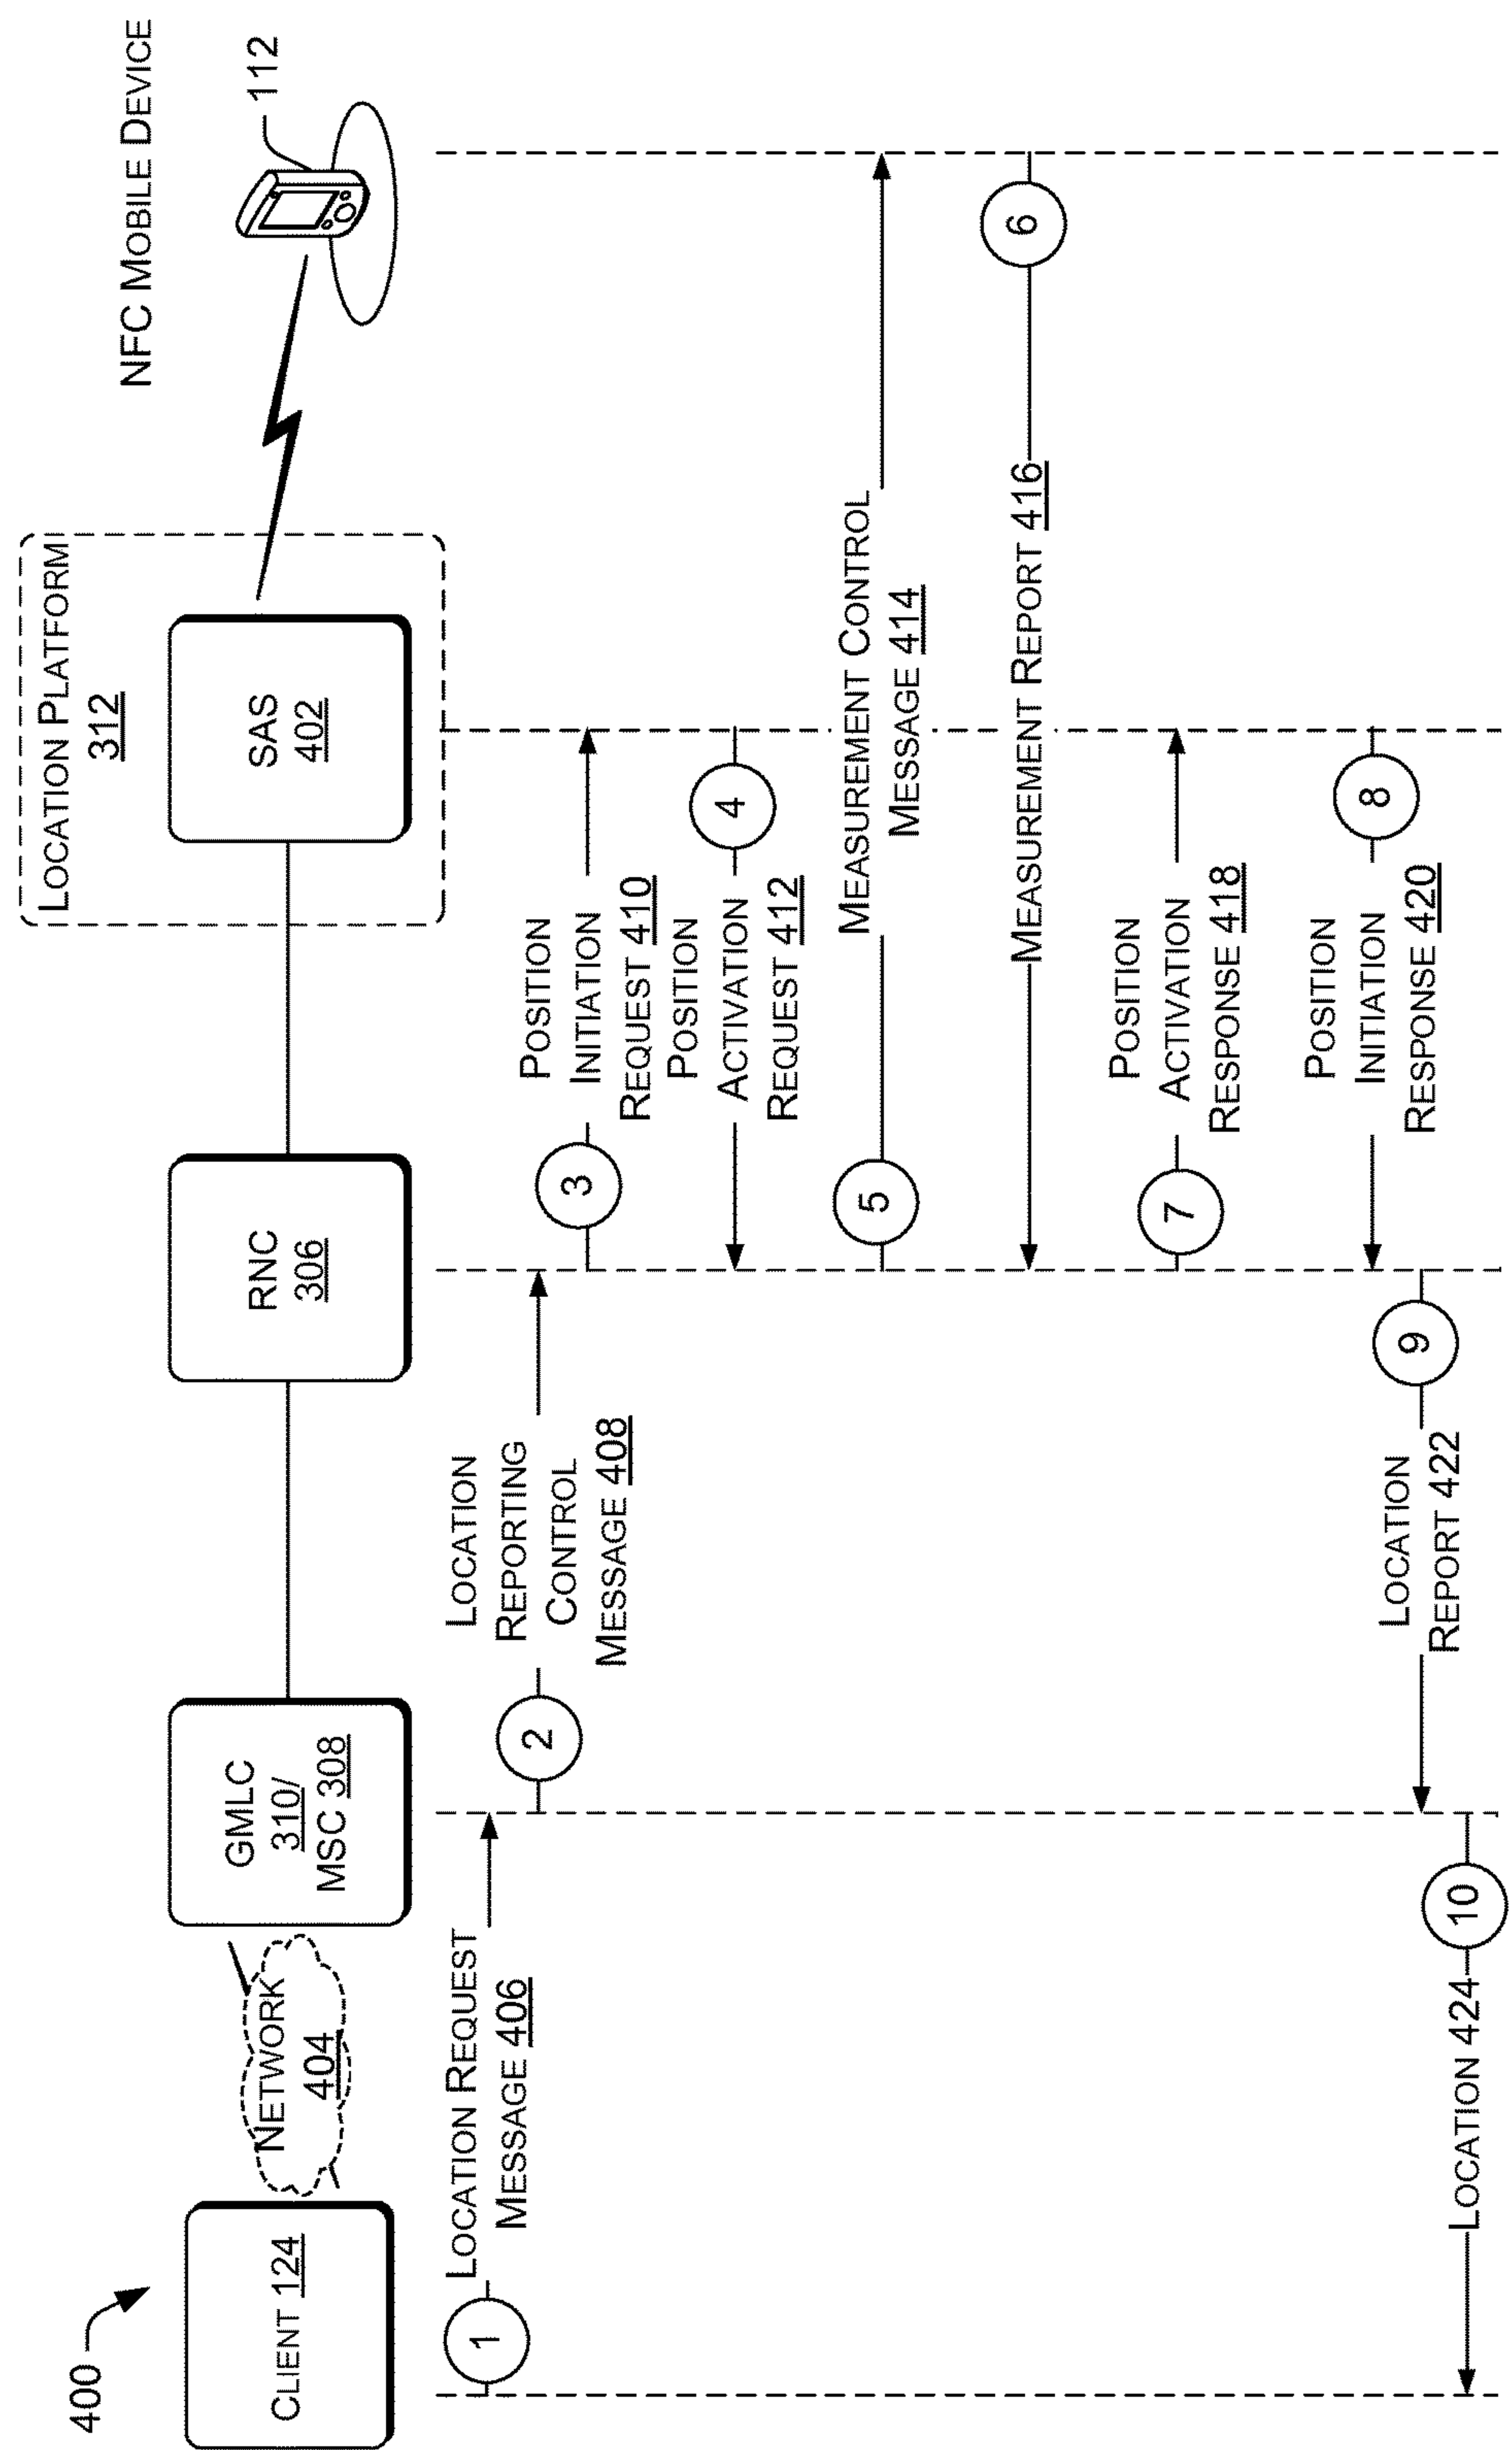 400
CLIENT 124
NETWORK
404
GMLC
310/
MSC 308
RNC
306
LOCATION PLATFORM
312
SAS
402
NFC MOBILE DEVICE
112
1
LOCATION REQUEST
MESSAGE 406
2
LOCATION
REPORTING
CONTROL
MESSAGE 408
3
POSITION
INITIATION
REQUEST 410
4
POSITION
ACTIVATION
REQUEST 412
5
MEASUREMENT CONTROL
MESSAGE 414
6
MEASUREMENT REPORT 416
7
POSITION
ACTIVATION
RESPONSE 418
8
POSITION
INITIATION
RESPONSE 420
9
LOCATION
REPORT 422
10
LOCATION 424